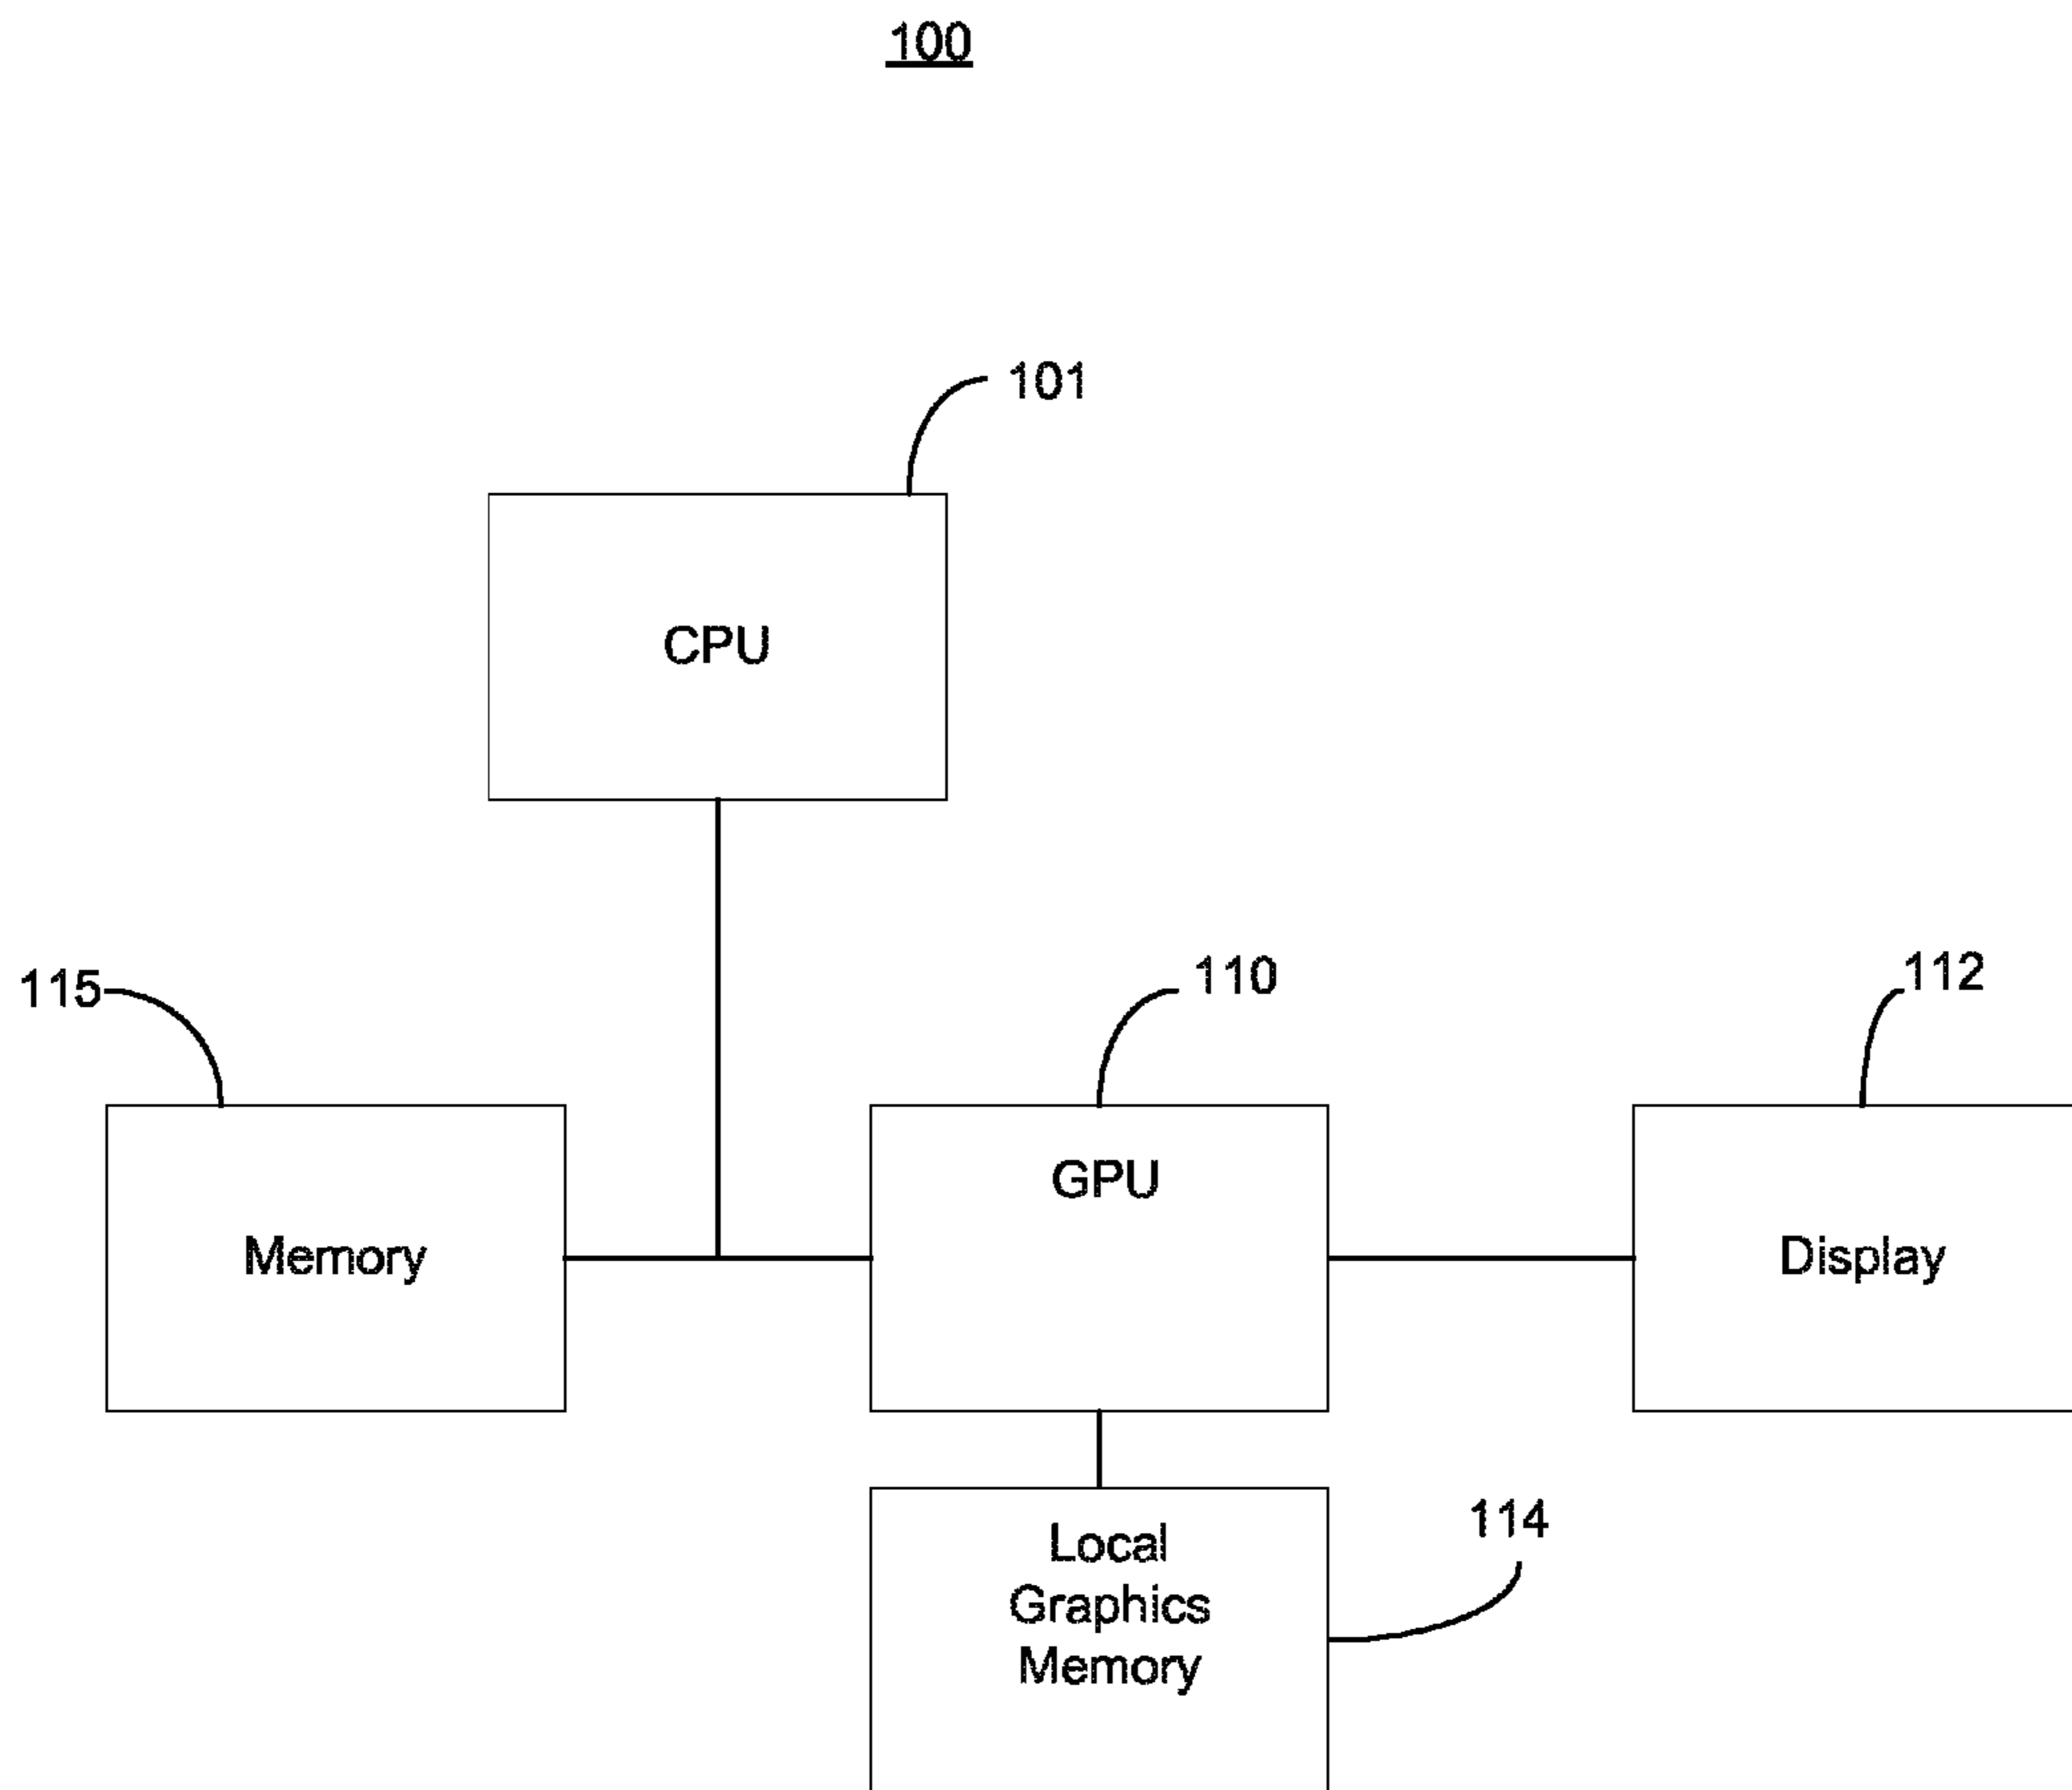 100
101
CPU
115
110
112
GPU
Memory
Display
114
Local
Graphics
Memory